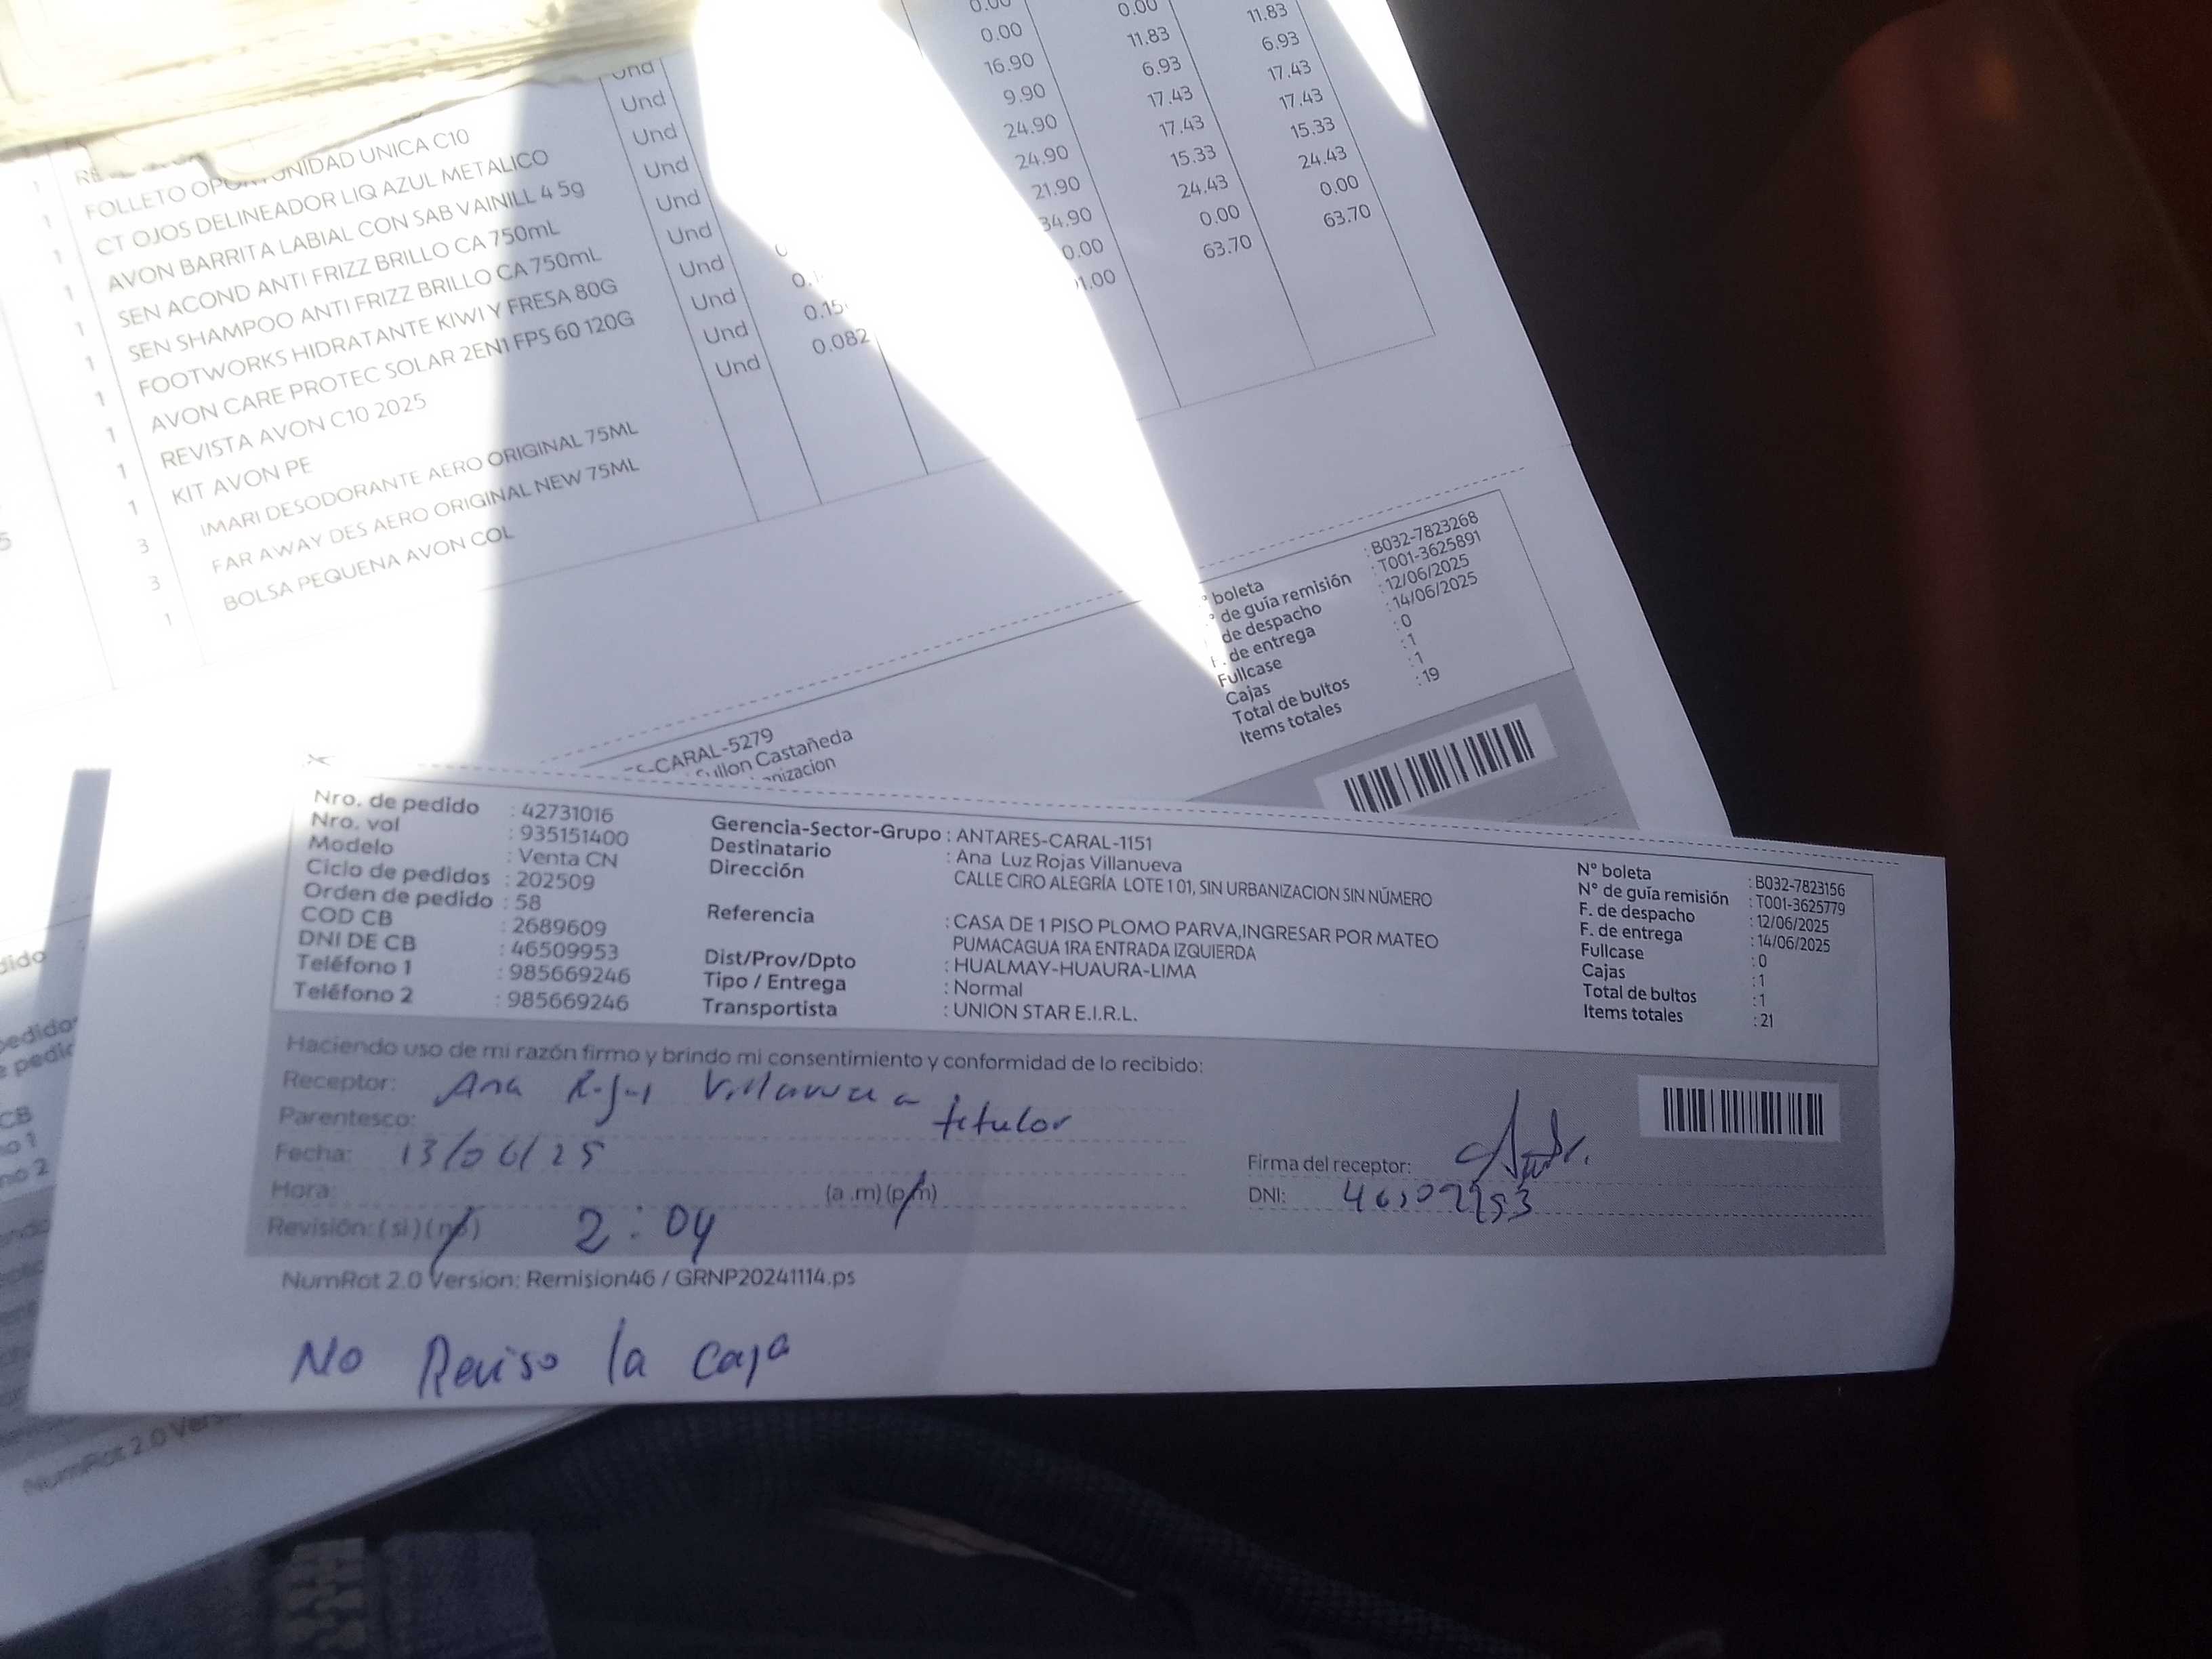 FOLLETO OPORTUNIDAD UNICA C10 Und
CT OJOS DELINEADOR LIQ AZUL METALICO Und
AVON BARRITA LABIAL CON SAB VAINILL 4 5g Und
SEN ACOND ANTI FRIZZ BRILLO CA 750mL Und
SEN SHAMPOO ANTI FRIZZ BRILLO CA 750mL Und
FOOTWORKS HIDRATANTE KIWI Y FRESA 80G Und
AVON CARE PROTEC SOLAR 2EN1 FPS 60 120G Und
REVISTA AVON C10 2025 Und
KIT AVON PE Und
IMARI DESODORANTE AERO ORIGINAL 75ML
FAR AWAY DES AERO ORIGINAL NEW 75ML
BOLSA PEQUENA AVON COL
0.082
0.00 0.00 11.83
16.90 11.83 6.93
9.90 6.93 17.43
24.90 17.43 17.43
24.90 17.43 15.33
21.90 15.33 24.43
34.90 24.43 0.00
0.00 0.00 63.70
63.70
boleta : B032-7823268
de guía remisión : T001-3625891
de despacho : 12/06/2025
de entrega : 14/06/2025
Fullcase : 0
Cajas : 1
Total de bultos : 1
Items totales : 19
CARAL-5279
Castañeda
Nro. de pedido : 42731016
Nro. vol : 935151400
Modelo : Venta CN
Ciclo de pedidos : 202509
Orden de pedido : 58
COD CB : 2689609
DNI DE CB : 46509953
Teléfono 1 : 985669246
Teléfono 2 : 985669246
Gerencia-Sector-Grupo : ANTARES-CARAL-1151
Destinatario : Ana Luz Rojas Villanueva
Dirección CALLE CIRO ALEGRÍA LOTE 1 01, SIN URBANIZACION SIN NÚMERO
Referencia : CASA DE 1 PISO PLOMO PARVA,INGRESAR POR MATEO
PUMACAGUA 1RA ENTRADA IZQUIERDA
Dist/Prov/Dpto : HUALMAY-HUAURA-LIMA
Tipo / Entrega : Normal
Transportista : UNION STAR E.I.R.L.
N° boleta : B032-7823156
N° de guía remisión : T001-3625779
F. de despacho : 12/06/2025
F. de entrega : 14/06/2025
Fullcase : 0
Cajas : 1
Total de bultos : 1
Items totales : 21
Haciendo uso de mi razón firmo y brindo mi consentimiento y conformidad de lo recibido:
Receptor: Ana Rojas Villanueva
Parentesco: titular
Fecha: 13/06/25
Hora: (a .m) (p.m)
Revisión: ( si ) ( no ) 2:04
Firma del receptor:
DNI: 46509953
NumRot 2.0 Version: Remision46 / GRNP20241114.ps
No Reviso la caja
NumRot 2.0